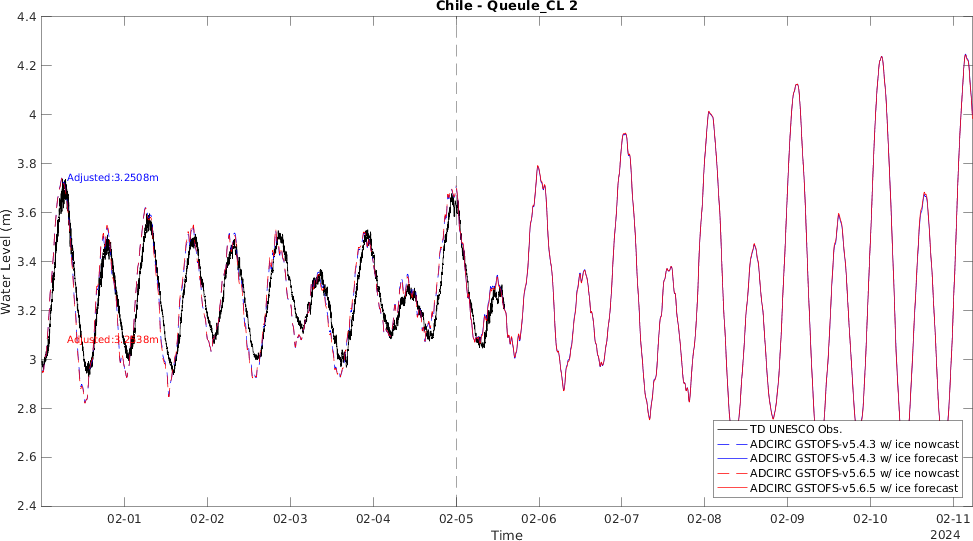 Chile - Queule_CL 2
4.4
4.2
4
3.8
3.6
3.4
3.2
3
2.8
2.6
2.4
Water Level (m)
Adjusted:3.2508m
TD UNESCO Obs.
ADCIRC GSTOFS-v5.4.3 w/ ice nowcast
ADCIRC GSTOFS-v5.4.3 w/ ice forecast
ADCIRC GSTOFS-v5.6.5 w/ ice nowcast
ADCIRC GSTOFS-v5.6.5 w/ ice forecast
02-01 02-02 02-03 02-04 02-05 02-06 02-07 02-08 02-09 02-10 02-11
Time
2024